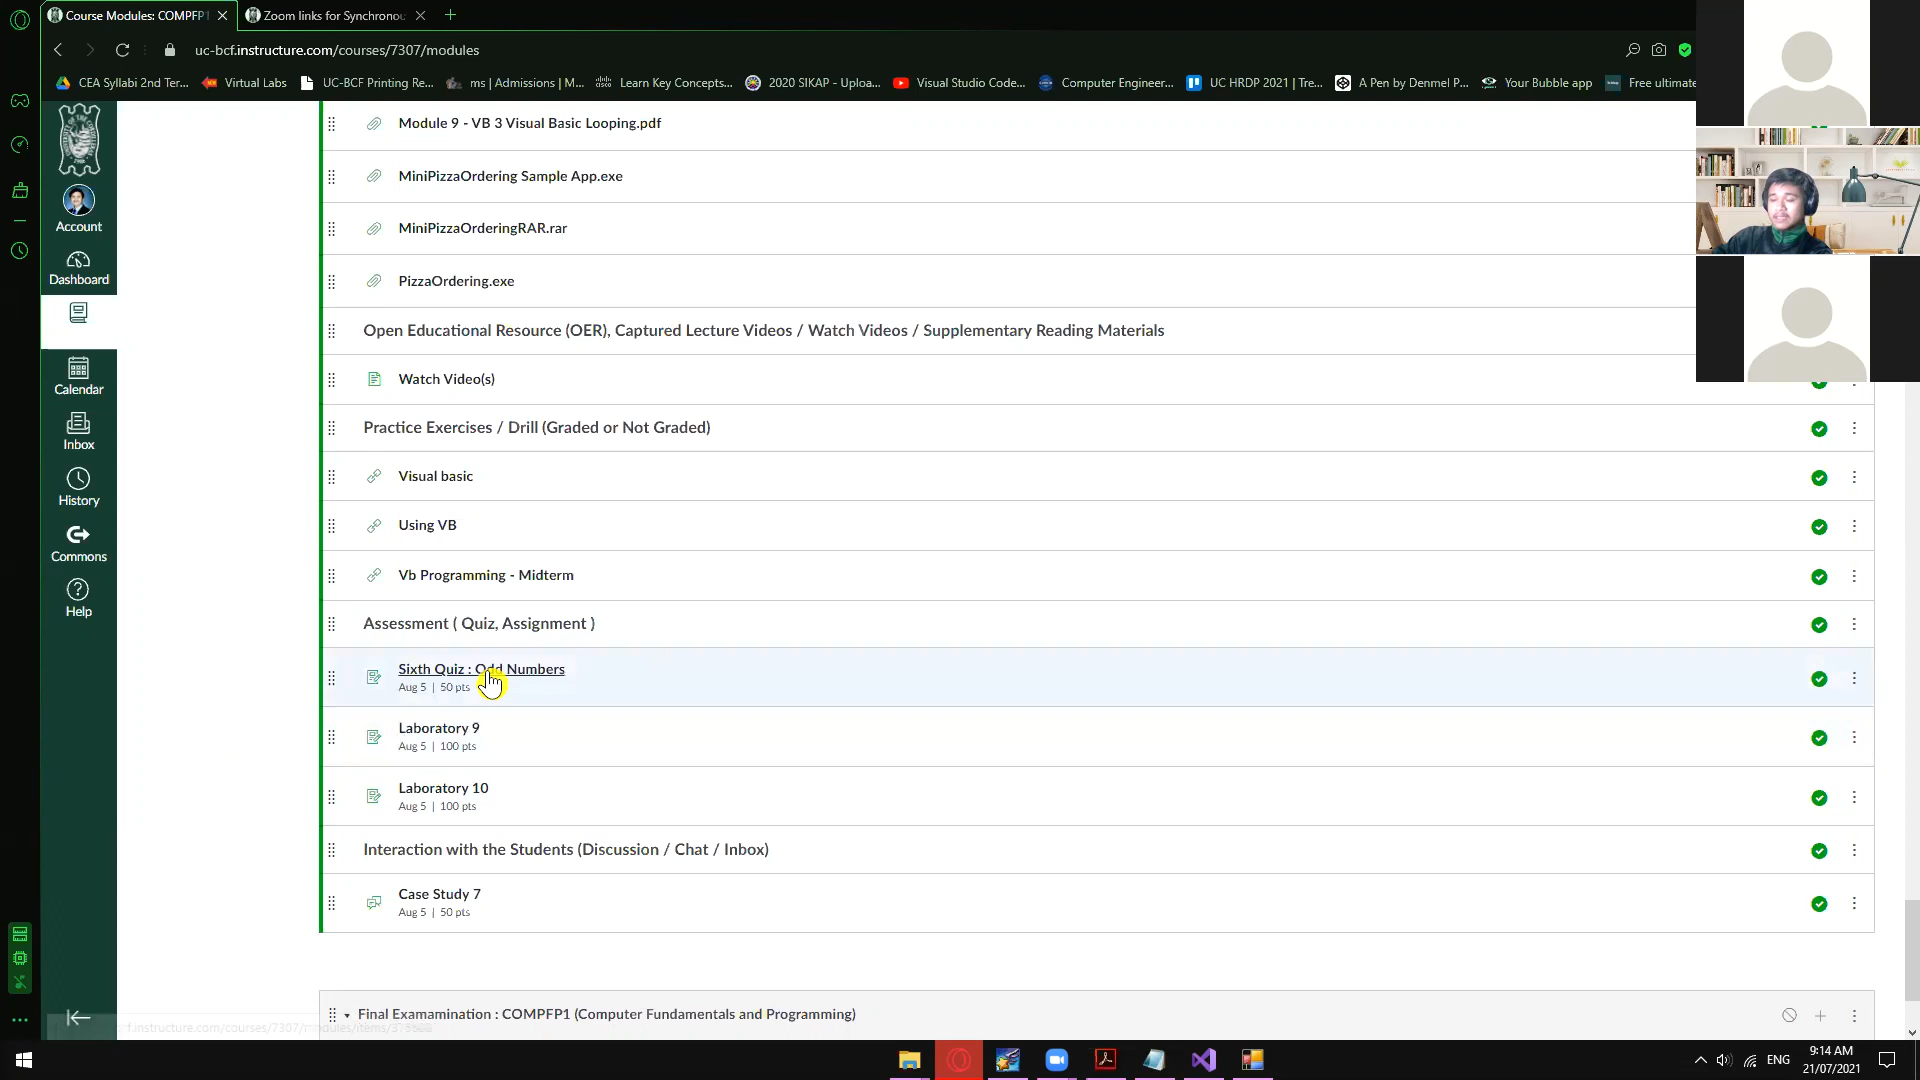 Course Modules: COMPFP1
Zoom links for Synchronou
uc-bcf.instructure.com/courses/7307/modules
CEA Syllabi 2nd Ter...
Virtual Labs
UC-BCF Printing Re...
ms | Admissions | M...
Learn Key Concepts...
2020 SIKAP - Uploa...
Visual Studio Code...
Computer Engineer...
UC HRDP 2021 | Tre...
A Pen by Denmel P...
Your Bubble app
Free ultimate
Account
Dashboard
Calendar
Inbox
History
Commons
Help
Module 9 - VB 3 Visual Basic Looping.pdf
MiniPizzaOrdering Sample App.exe
MiniPizzaOrderingRAR.rar
PizzaOrdering.exe
Open Educational Resource (OER), Captured Lecture Videos / Watch Videos / Supplementary Reading Materials
Watch Video(s)
Practice Exercises / Drill (Graded or Not Graded)
Visual basic
Using VB
Vb Programming - Midterm
Assessment ( Quiz, Assignment )
Sixth Quiz : Odd Numbers
Aug 5 | 50 pts
Laboratory 9
Aug 5 | 100 pts
Laboratory 10
Aug 5 | 100 pts
Interaction with the Students (Discussion / Chat / Inbox)
Case Study 7
Aug 5 | 50 pts
Final Examamination : COMPFP1 (Computer Fundamentals and Programming)
ENG
9:14 AM
21/07/2021